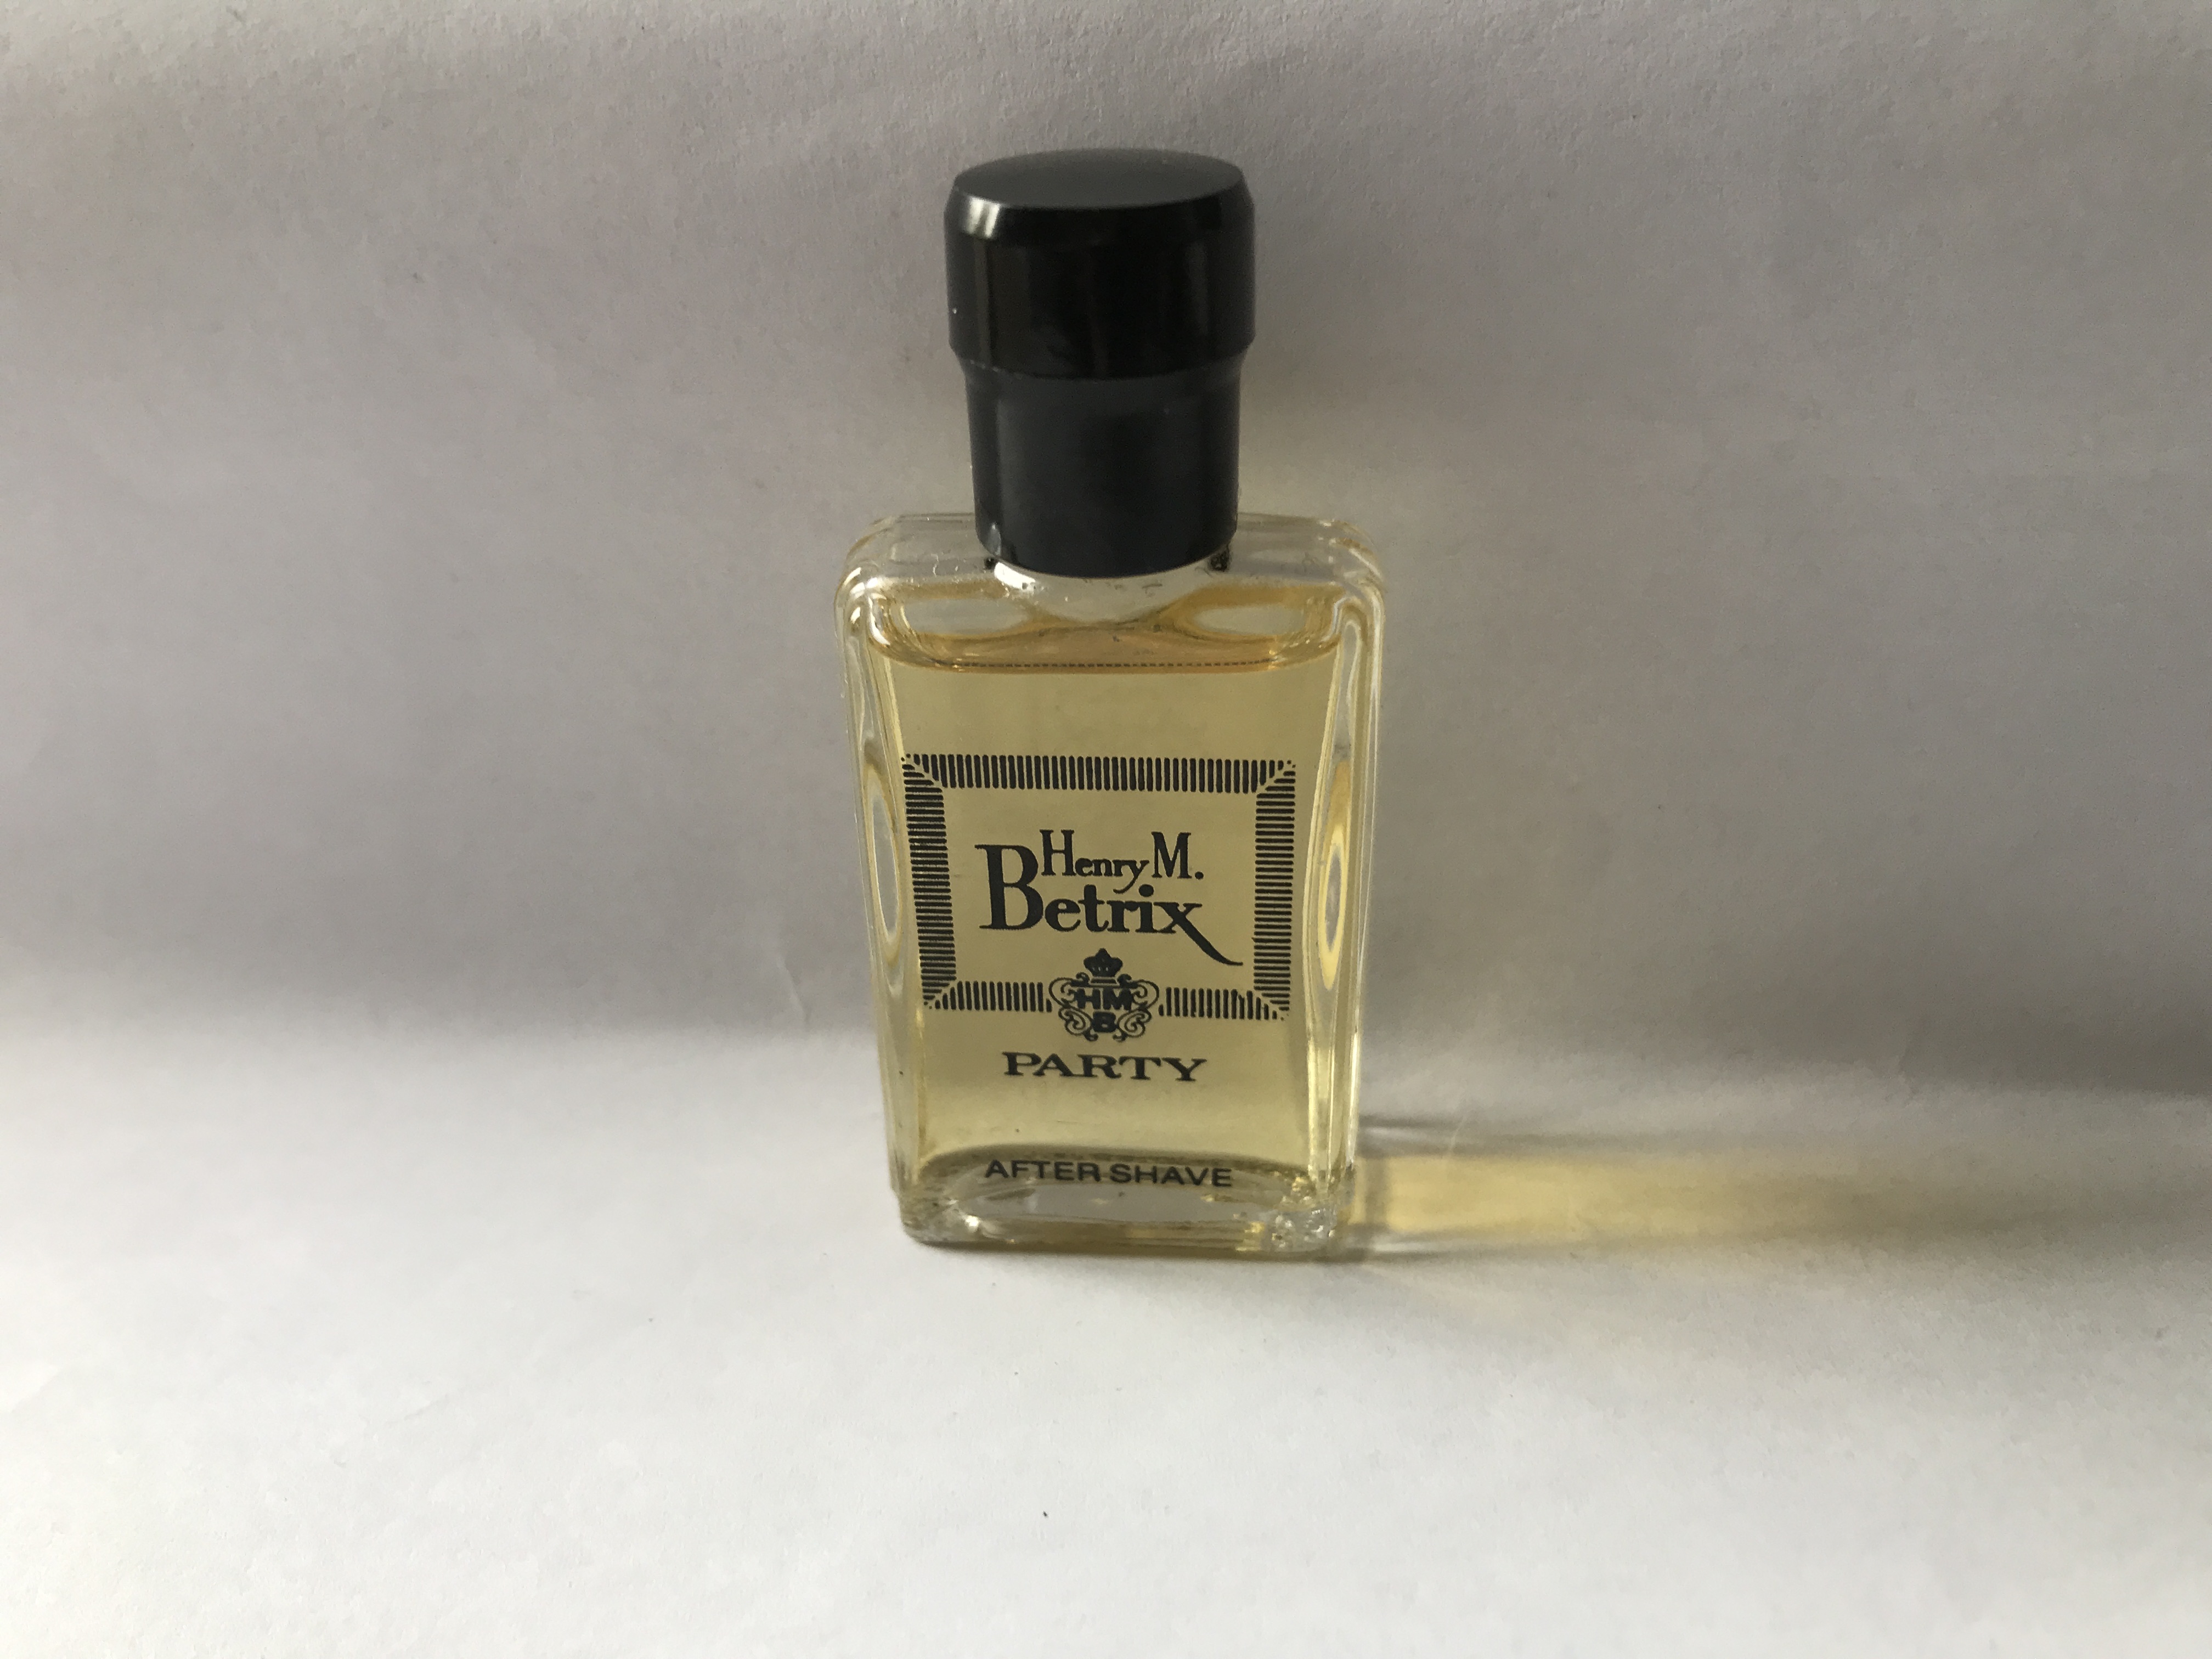 Henry M.
Betrix
HM
B
PARTY
AFTER SHAVE